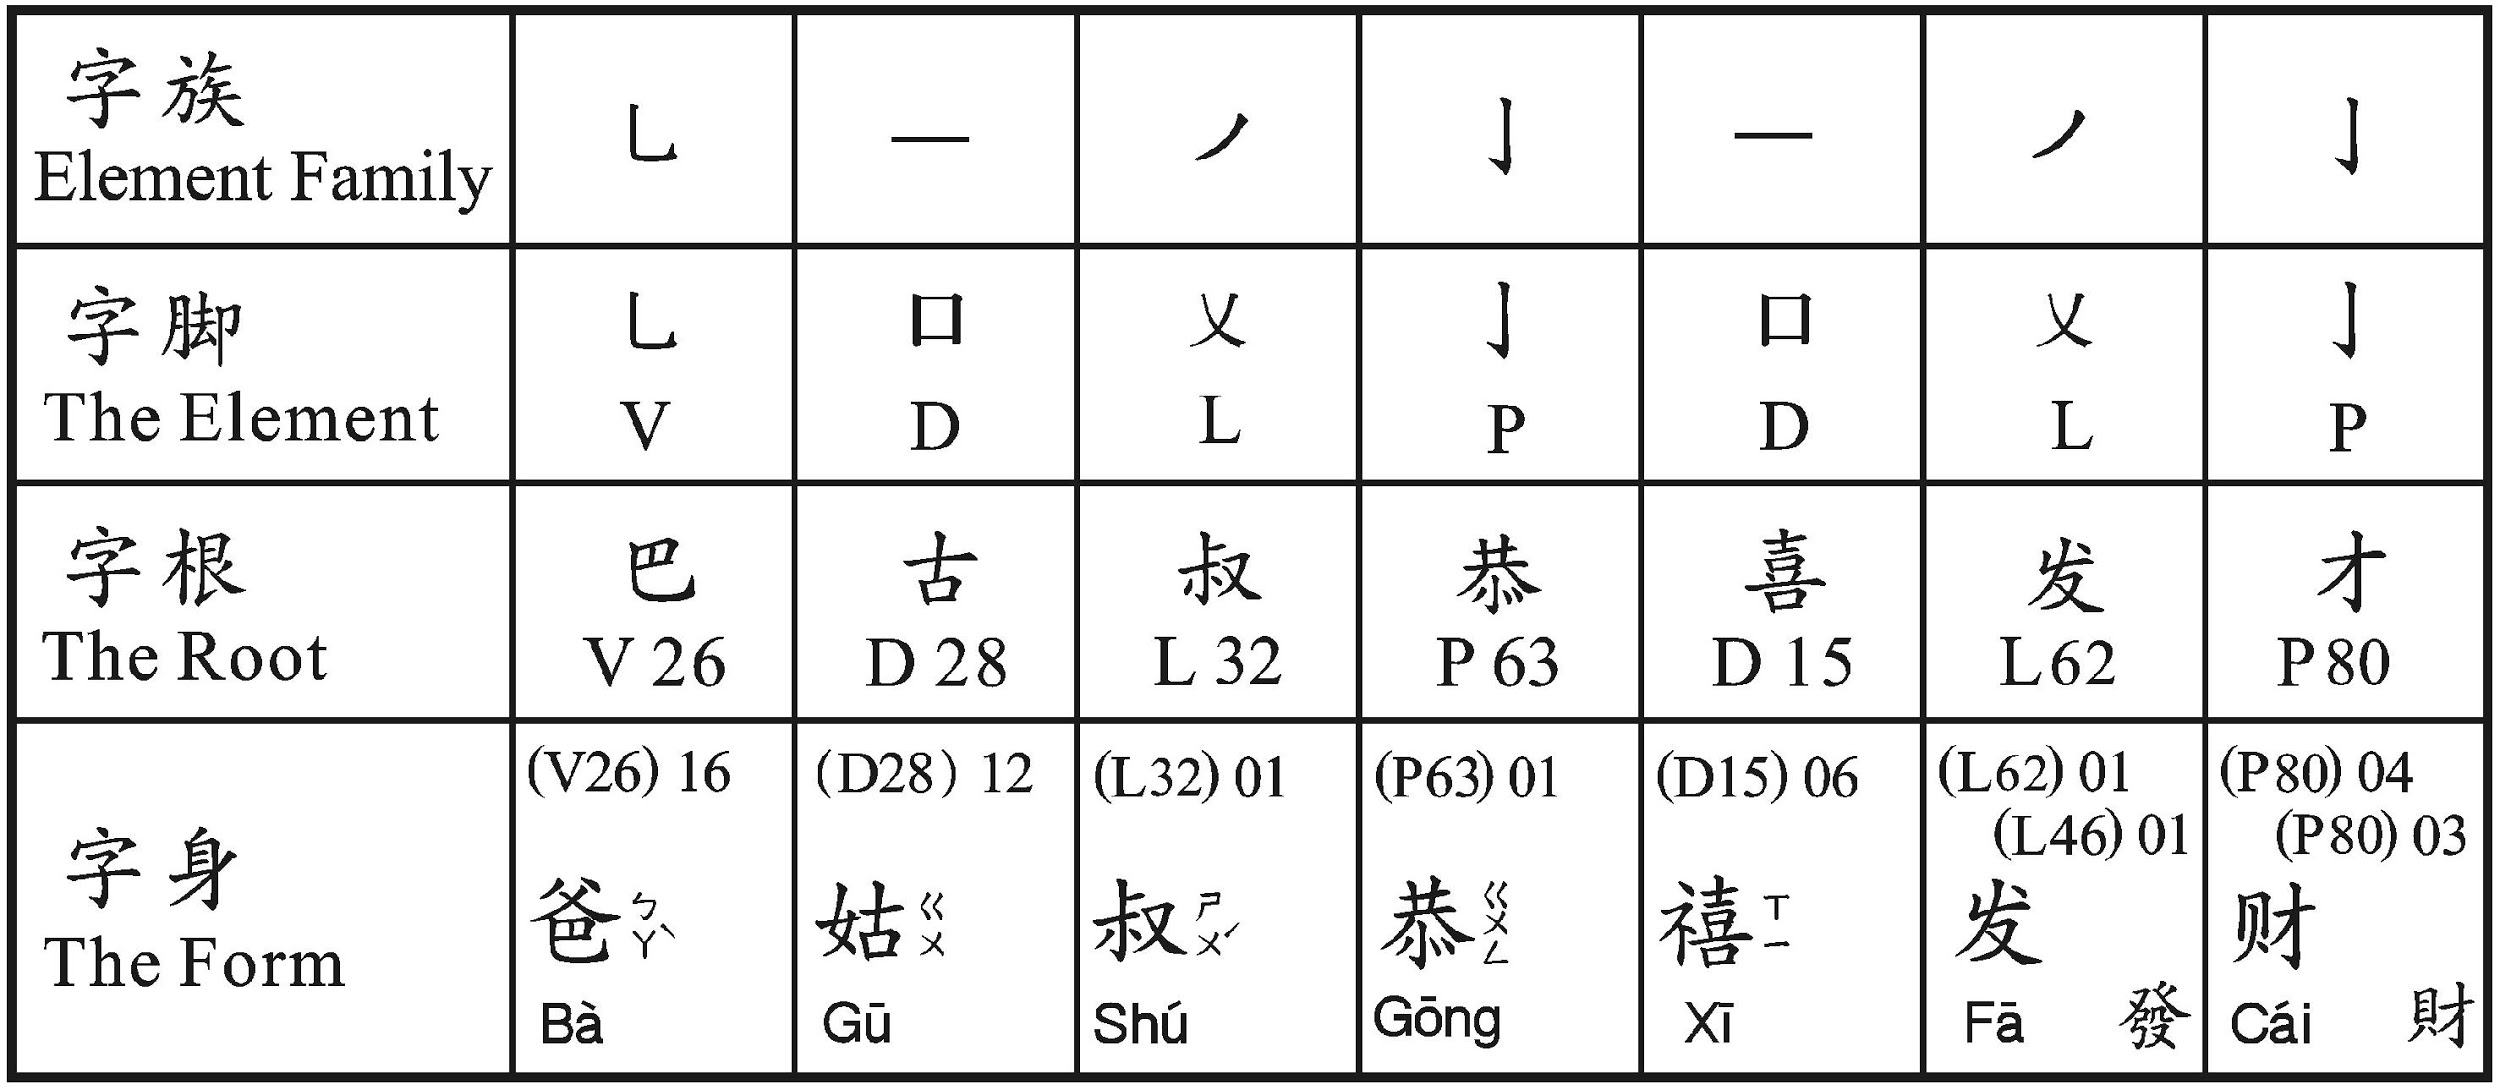 字族 乚 一 ㇒ 亅 一 ㇒ 亅
Element Family
字脚 乚 口 乂 亅 口 乂 亅
The Element V D L P D L P
字根 巴 古 叔 恭 喜 发 才
The Root V 26 D 28 L 32 P 63 D 15 L62 P80
(V26) 16 (D28) 12 (L32) 01 (P63) 01 (D15) 06 (L62) 01 (P80) 04
(L46) 01 (P80) 03
字身 爸 ㄅㄚˋ 姑 ㄍㄨ 叔 ㄕㄨˊ 恭 ㄍㄨㄥ 禧 ㄒㄧ 发 财
The Form
Bà Gū Shú Gōng Xī Fā 發 Cái 財